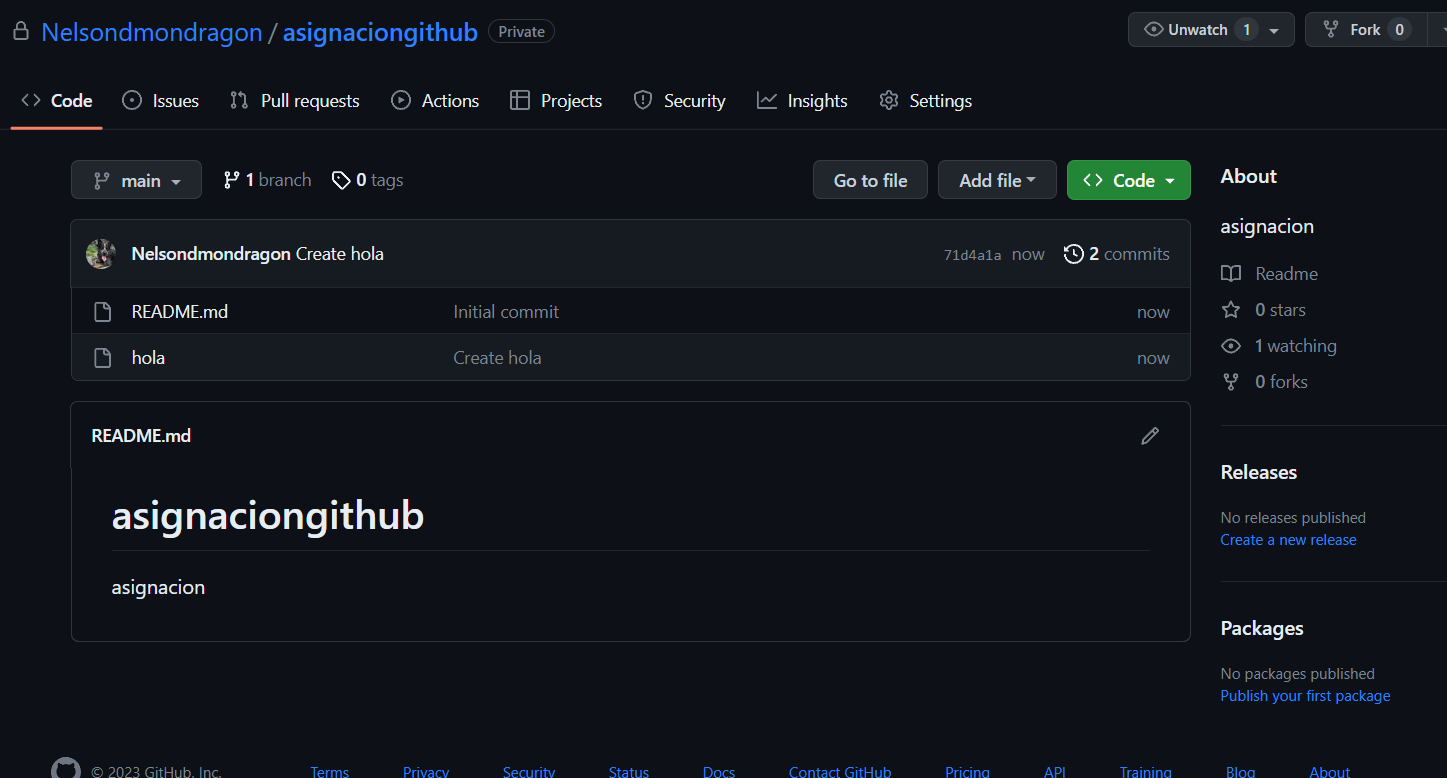 Nelsondmondragon / asignaciongithub Private Unwatch 1 Fork 0
Code Issues Pull requests Actions Projects Security Insights Settings
main 1 branch 0 tags Go to file Add file Code
Nelsondmondragon Create hola 71d4a1a now 2 commits
README.md Initial commit now
hola Create hola now
README.md
asignaciongithub
asignacion
About
asignacion
Readme
0 stars
1 watching
0 forks
Releases
No releases published
Create a new release
Packages
No packages published
Publish your first package
© 2023 GitHub, Inc. Terms Privacy Security Status Docs Contact GitHub Pricing API Training Blog About